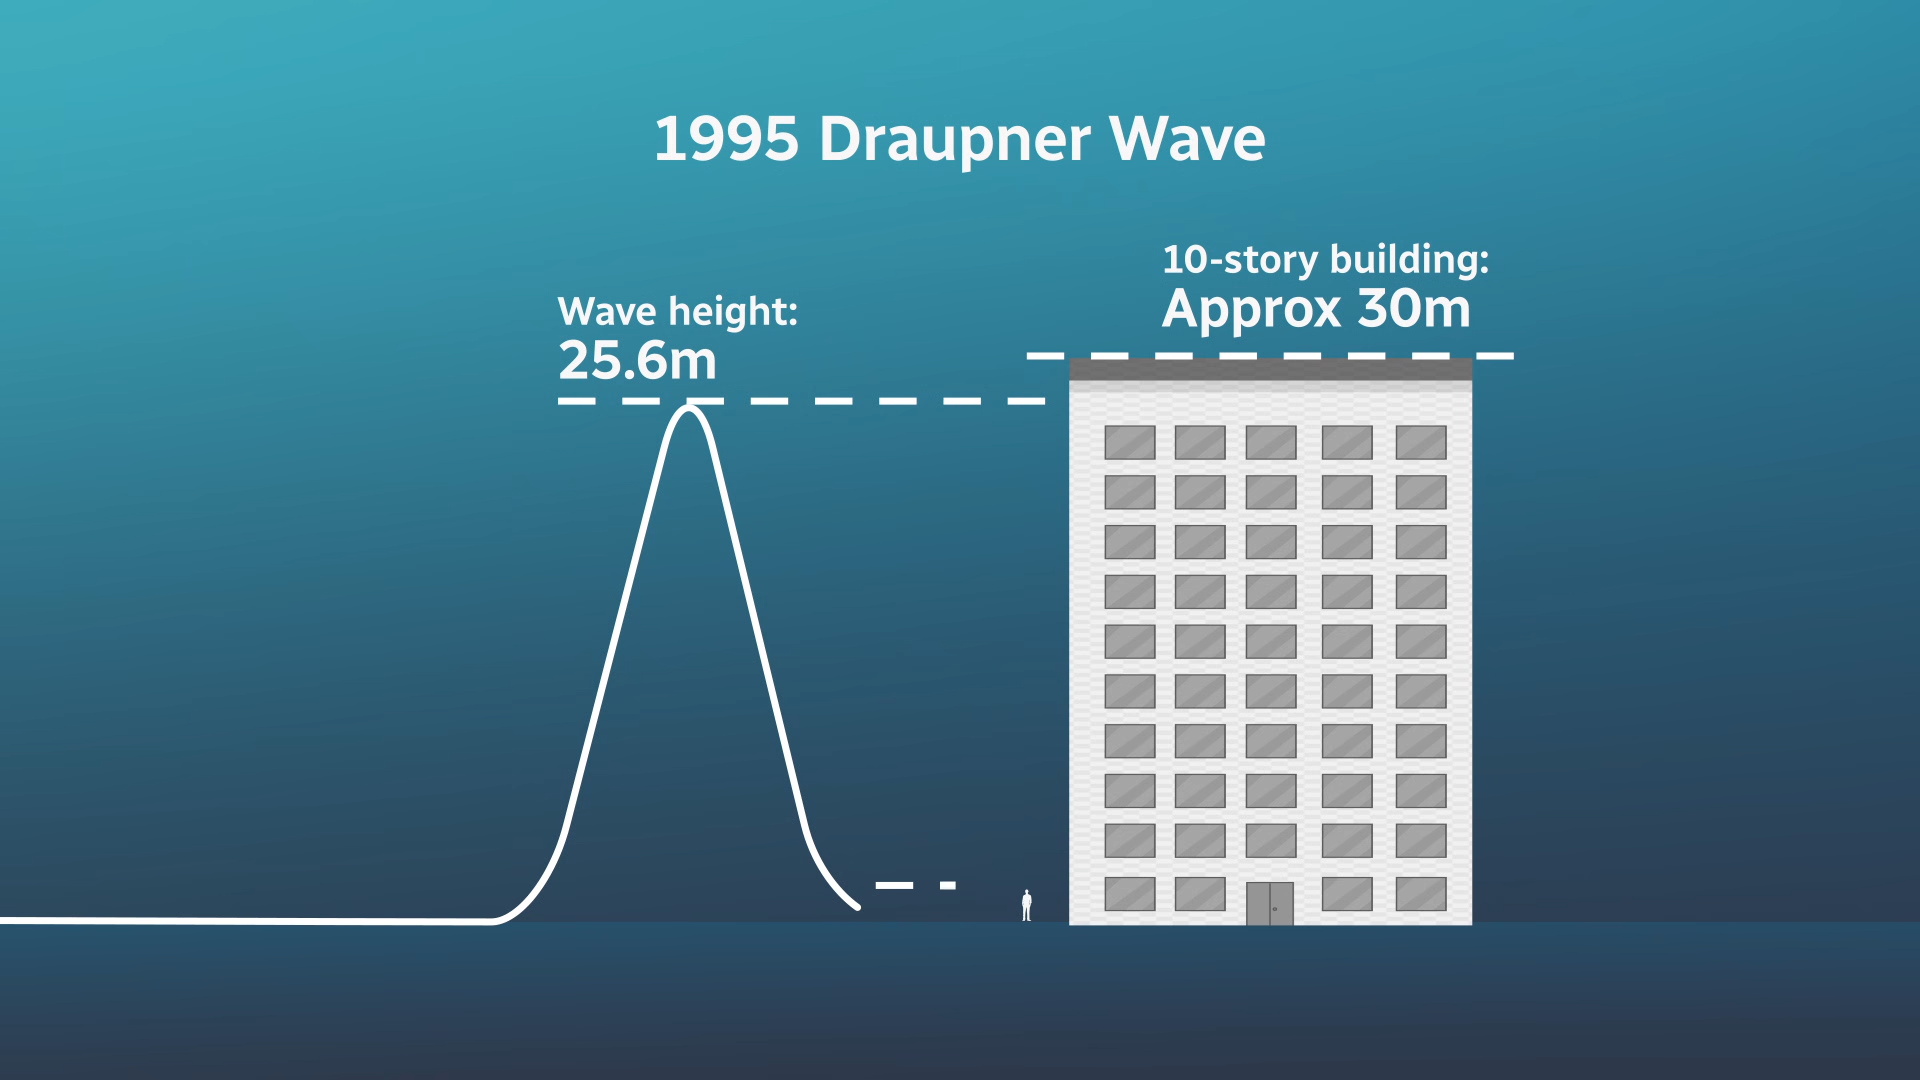 1995 Draupner Wave
Wave height:
25.6m
10-story building:
Approx 30m